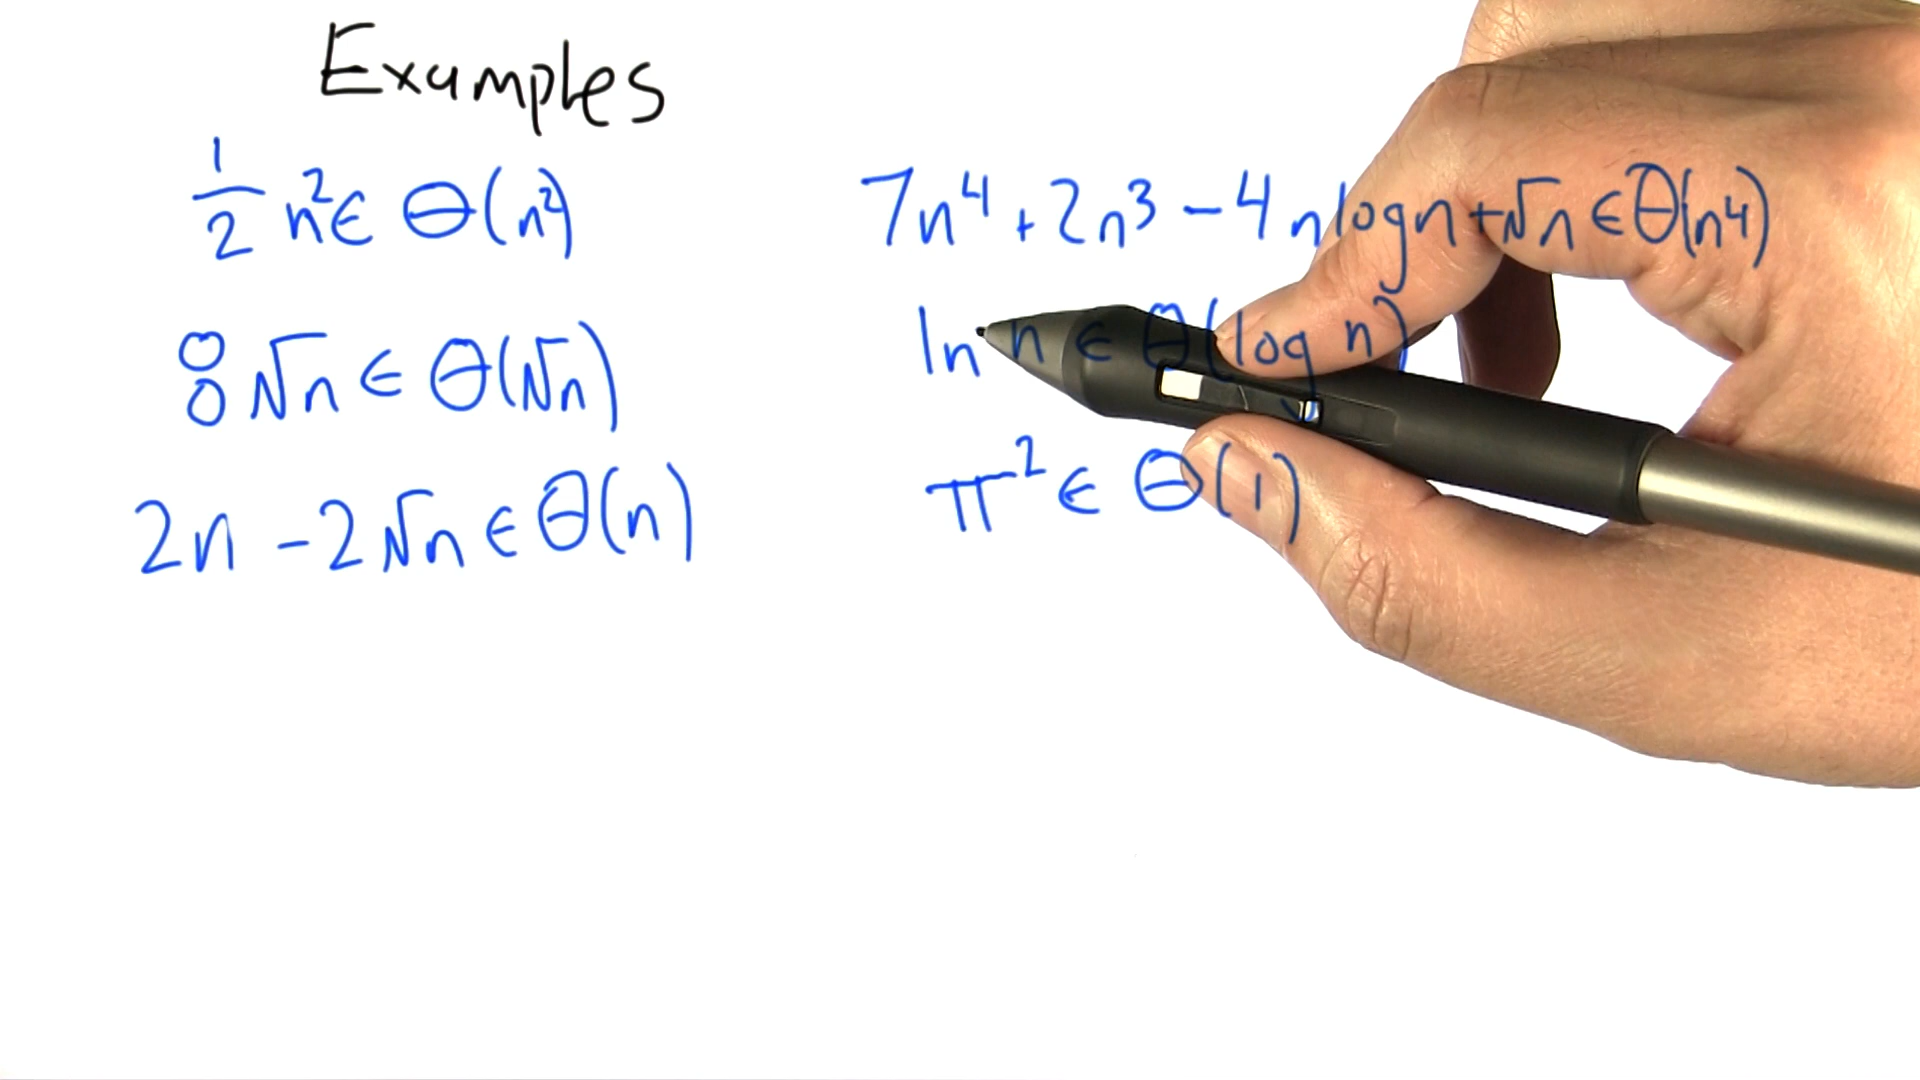 Examples
1/2 n² ∈ Θ(n²)
8√n ∈ Θ(√n)
2n - 2√n ∈ Θ(n)
7n⁴ + 2n³ - 4n log n + √n ∈ Θ(n⁴)
ln n ∈ Θ(log n)
π² ∈ Θ(1)